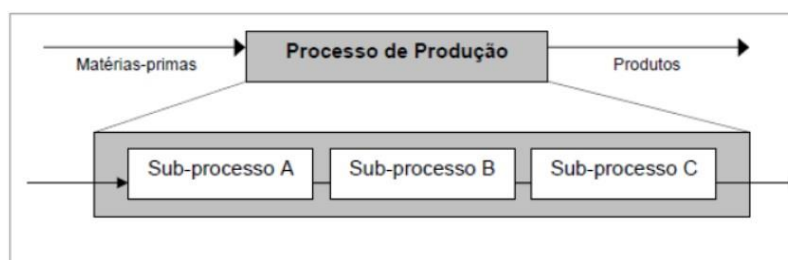 Processo de Produção
Matérias-primas
Produtos
Sub-processo A
Sub-processo B
Sub-processo C